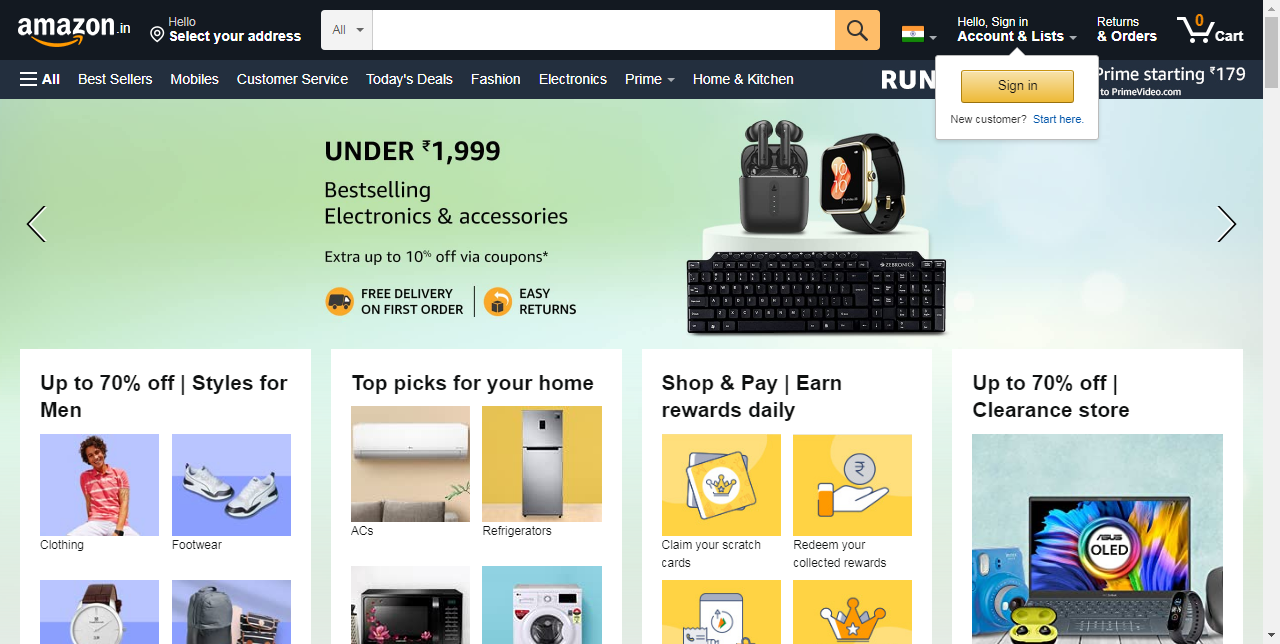 amazon.in
Hello
Select your address
All
Hello, Sign in
Account & Lists
Returns
& Orders
0
Cart
All
Best Sellers
Mobiles
Customer Service
Today's Deals
Fashion
Electronics
Prime
Home & Kitchen
RUN
Prime starting ₹179
to PrimeVideo.com
Sign in
New customer? Start here.
UNDER ₹1,999
Bestselling
Electronics & accessories
Extra up to 10% off via coupons*
FREE DELIVERY
ON FIRST ORDER
EASY
RETURNS
ZEBRONICS
Up to 70% off | Styles for
Men
Clothing
Footwear
Top picks for your home
ACs
Refrigerators
Shop & Pay | Earn
rewards daily
₹
Claim your scratch
cards
Redeem your
collected rewards
Up to 70% off |
Clearance store
ASUS
OLED